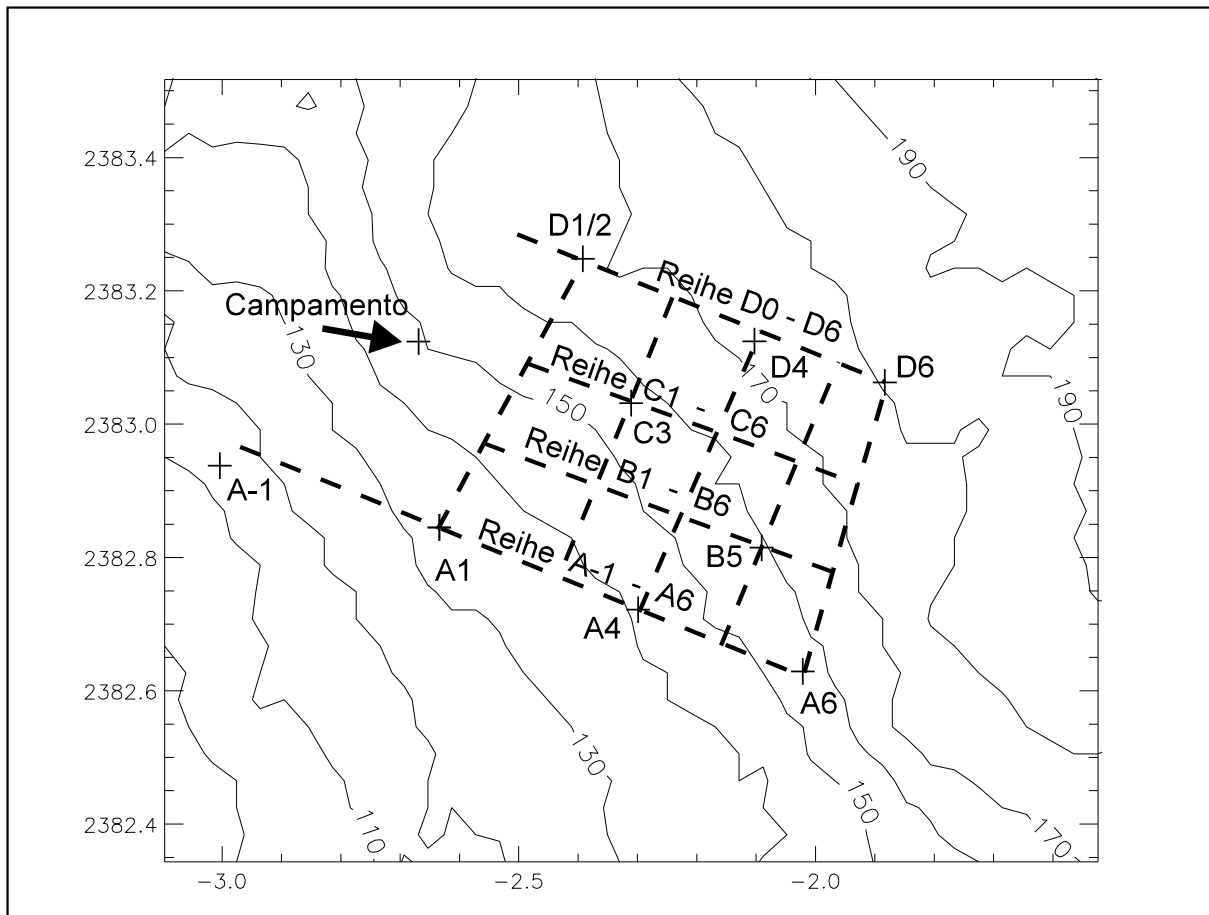 190
2383.4
D1/2
Reihe D0 - D6
2383.2
Campamento
130
D4
D6
170
Reihe C1 - C6
150
190
2383.0
C3
Reihe B1 - B6
A-1
B5
Reihe A-1 - A6
A1
2382.8
A4
A6
2382.6
130
150
110
170
2382.4
-3.0
-2.5
-2.0